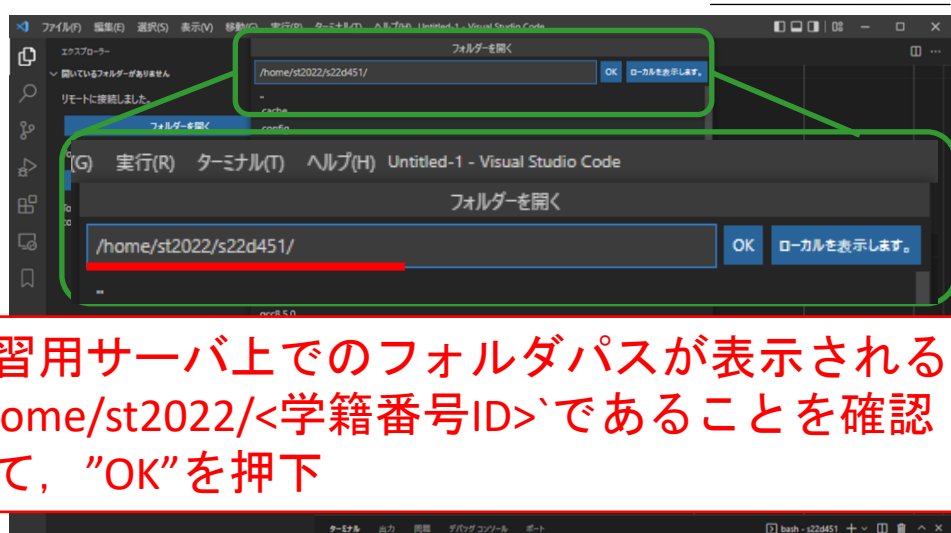 ファイル(F) 編集(E) 選択(S) 表示(V) 移動(G) 実行(R) ターミナル(T) ヘルプ(H) Untitled-1 - Visual Studio Code
エクスプローラー
フォルダーを開く
開いているフォルダーがありません
/home/st2022/s22d451/
OK
ローカルを表示します。
リモートに接続しました。
..
.cache
フォルダーを開く
.config
(G) 実行(R) ターミナル(T) ヘルプ(H) Untitled-1 - Visual Studio Code
フォルダーを開く
/home/st2022/s22d451/
OK
ローカルを表示します。
..
gcc8.5.0
習用サーバ上でのフォルダパスが表示される
ome/st2022/<学籍番号ID>`であることを確認
て，"OK"を押下
ターミナル 出力 問題 デバッグ コンソール ポート
bash - s22d451